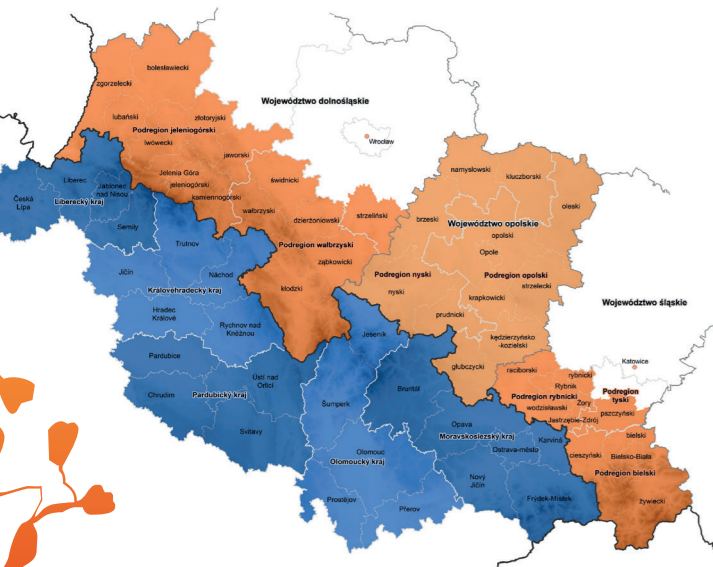 bolesławiecki
zgorzelecki
Województwo dolnośląskie
lubański
złotoryjski
Podregion jeleniogórski
lwówecki
Wrocław
jaworski
namysłowski
kluczborski
Liberec
Jelenia Góra
jeleniogórski
świdnicki
Česká
Lípa
Jablonec
nad Nisou
Liberecký kraj
kamiennogórski
oleski
wałbrzyski
dzierżoniowski
strzeliński
brzeski
Województwo opolskie
Semily
opolski
Trutnov
Podregion wałbrzyski
Opole
ząbkowicki
Jičín
Náchod
Podregion nyski
Podregion opolski
strzelecki
kłodzki
Królovéhradecký kraj
nyski
krapkowicki
Województwo śląskie
Hradec
Králové
prudnicki
Rychnov nad
Kněžnou
Jeseník
kędzierzyńsko
-kozielski
Pardubice
głubczycki
Katowice
raciborski
rybnicki
Ústí nad
Orlicí
Bruntál
Rybnik
Podregion
tyski
Chrudim
Pardubický kraj
Podregion rybnicki
Šumperk
wodzisławski
Żory
pszczyński
Jastrzębie-Zdrój
Opava
Svitavy
Moravskoslezský kraj
Karviná
bielski
Ostrava-město
Olomouc
cieszyński
Bielsko-Biała
Olomoucký kraj
Podregion bielski
Nový
Jičín
Prostějov
Frýdek-Místek
żywiecki
Přerov